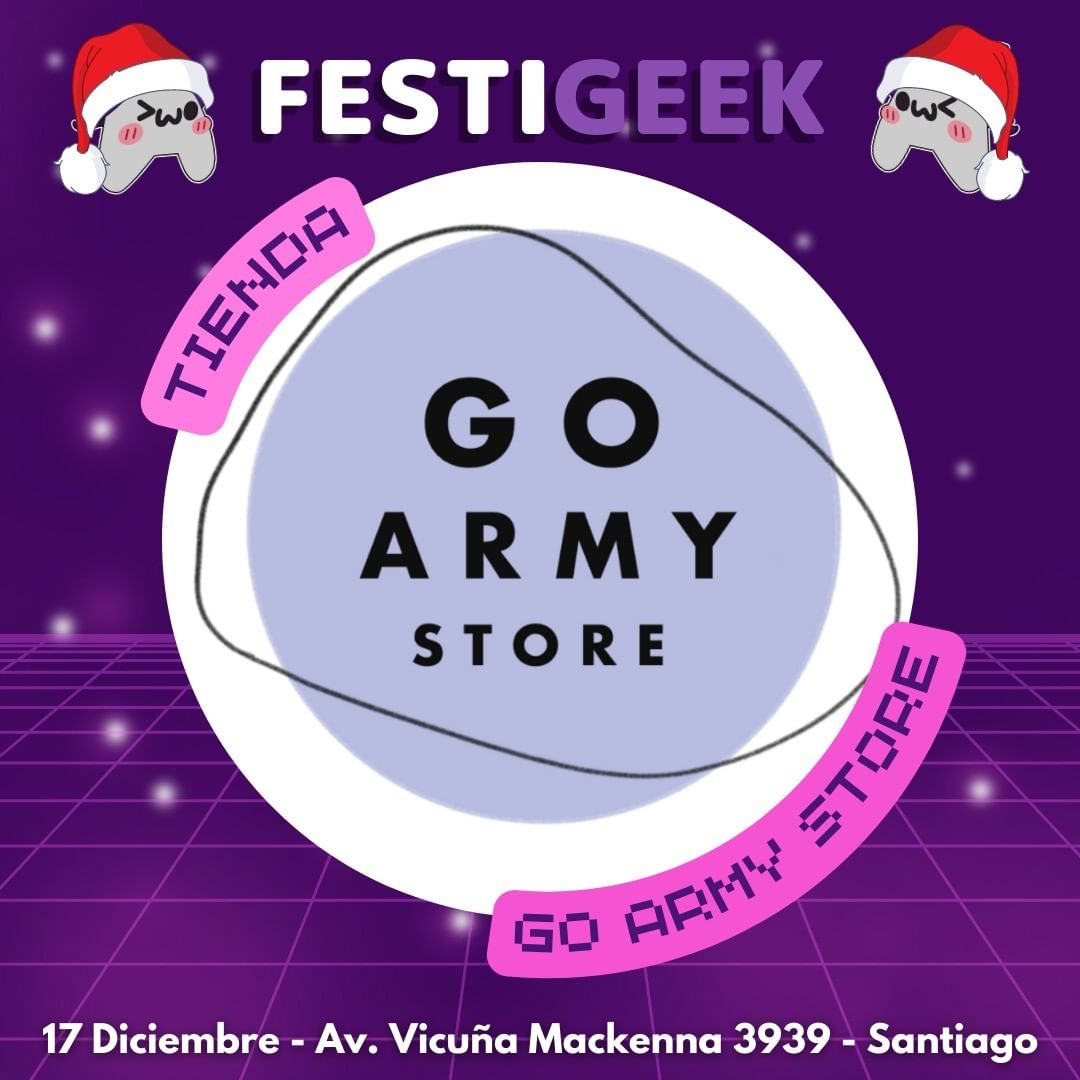 FESTIGEEK
TIENDA
GO
ARMY
STORE
GO ARMY STORE
17 Diciembre - Av. Vicuña Mackenna 3939 - Santiago